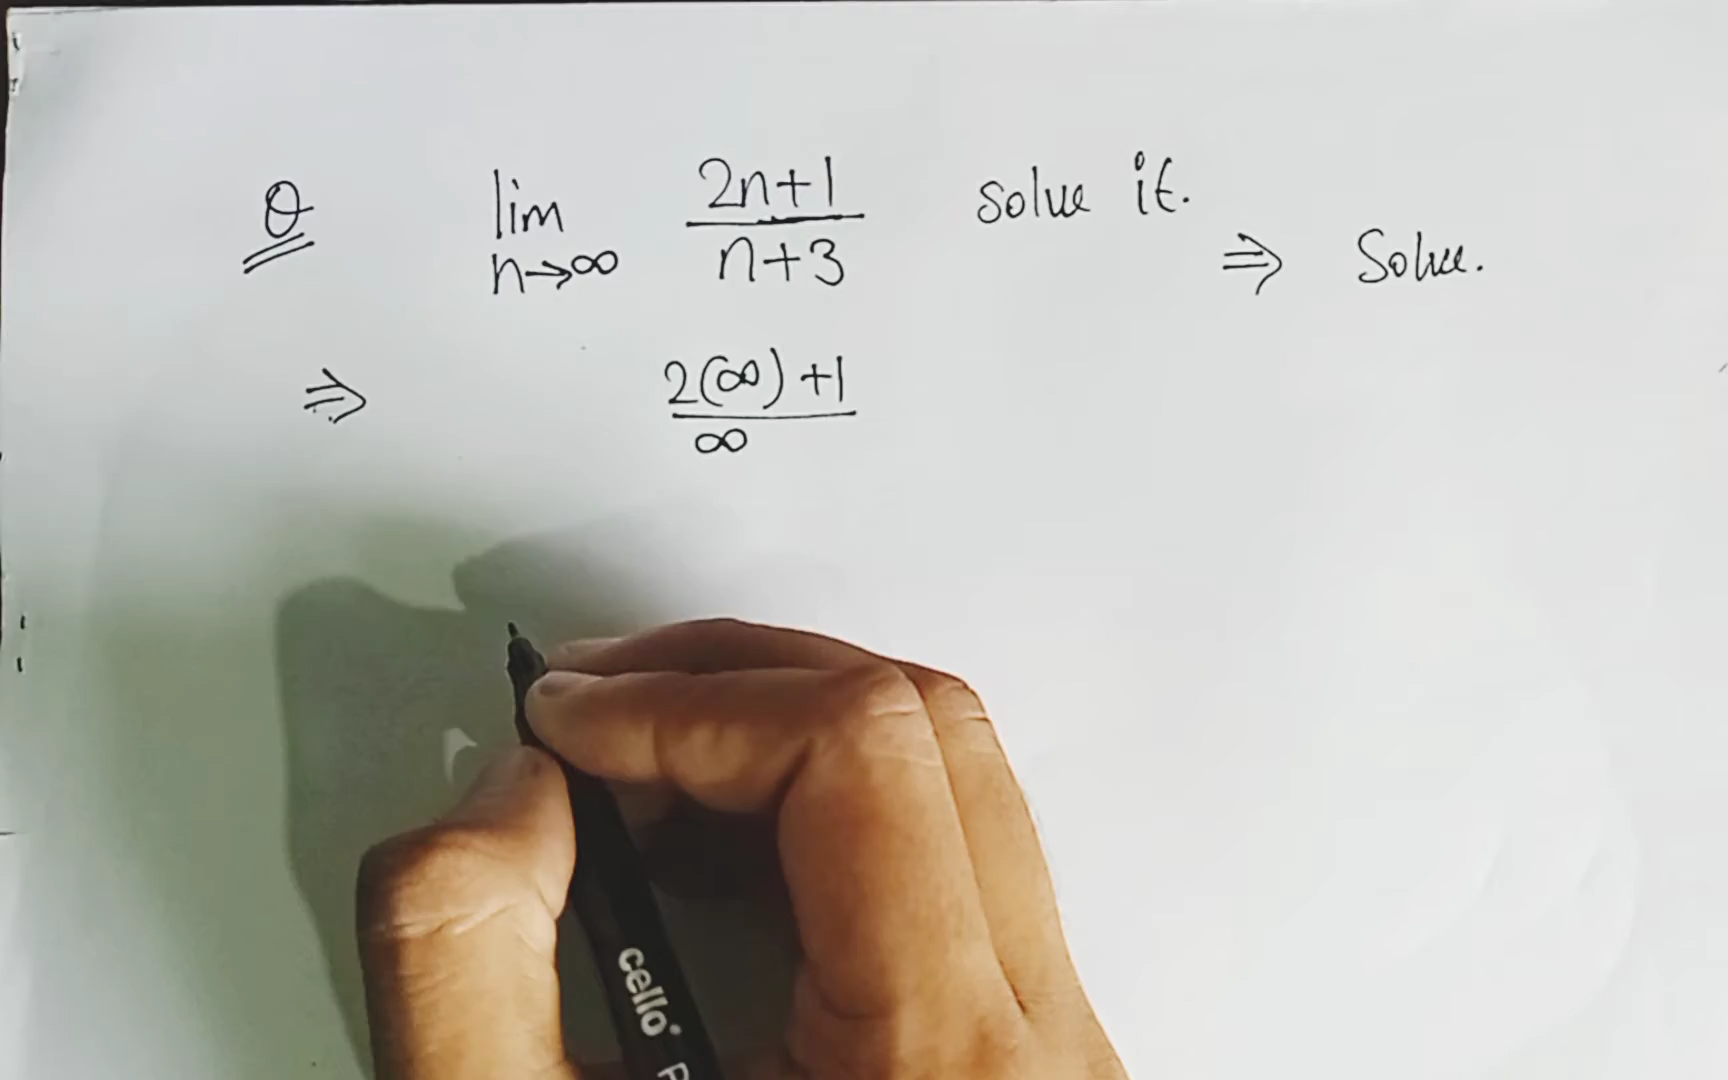 Q lim n→∞ 2n+1 / n+3 solve it.
⇒ Solve.
⇒ 2(∞) +1 / ∞
cello